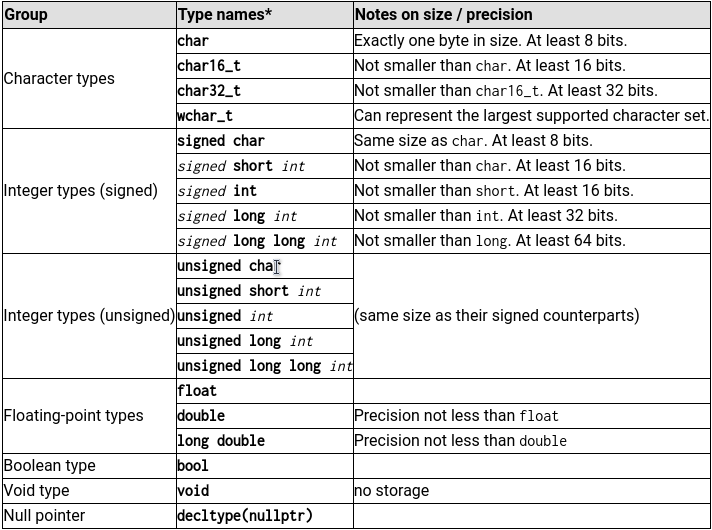 Group Type names* Notes on size / precision
Character types
char Exactly one byte in size. At least 8 bits.
char16_t Not smaller than char. At least 16 bits.
char32_t Not smaller than char16_t. At least 32 bits.
wchar_t Can represent the largest supported character set.
Integer types (signed)
signed char Same size as char. At least 8 bits.
signed short int Not smaller than char. At least 16 bits.
signed int Not smaller than short. At least 16 bits.
signed long int Not smaller than int. At least 32 bits.
signed long long int Not smaller than long. At least 64 bits.
Integer types (unsigned)
unsigned char
unsigned short int
unsigned int
unsigned long int
unsigned long long int
(same size as their signed counterparts)
Floating-point types
float
double Precision not less than float
long double Precision not less than double
Boolean type bool
Void type void no storage
Null pointer decltype(nullptr)